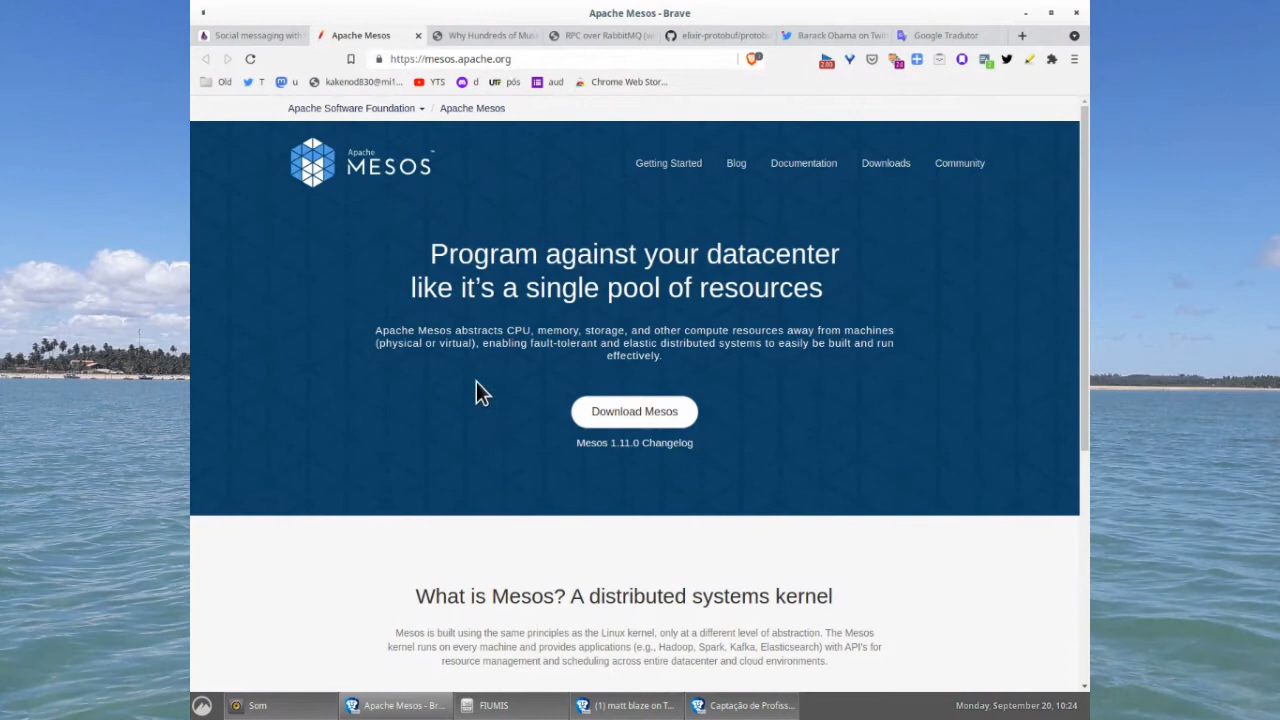 Apache Mesos - Brave
Social messaging with
Apache Mesos
Why Hundreds of Mus
RPC over RabbitMQ (w
elixir-protobuf/protobu
Barack Obama on Twi
Google Tradutor
https://mesos.apache.org
Old
T
u
kakenod830@mi1...
YTS
d
UTF pós
aud
Chrome Web Stor...
Apache Software Foundation / Apache Mesos
Apache
MESOS™
Getting Started
Blog
Documentation
Downloads
Community
Program against your datacenter
like it’s a single pool of resources
Apache Mesos abstracts CPU, memory, storage, and other compute resources away from machines
(physical or virtual), enabling fault-tolerant and elastic distributed systems to easily be built and run
effectively.
Download Mesos
Mesos 1.11.0 Changelog
What is Mesos? A distributed systems kernel
Mesos is built using the same principles as the Linux kernel, only at a different level of abstraction. The Mesos
kernel runs on every machine and provides applications (e.g., Hadoop, Spark, Kafka, Elasticsearch) with API’s for
resource management and scheduling across entire datacenter and cloud environments.
Som
Apache Mesos - Br...
FIUMIS
(1) matt blaze on T...
Captação de Profiss...
Monday, September 20, 10:24